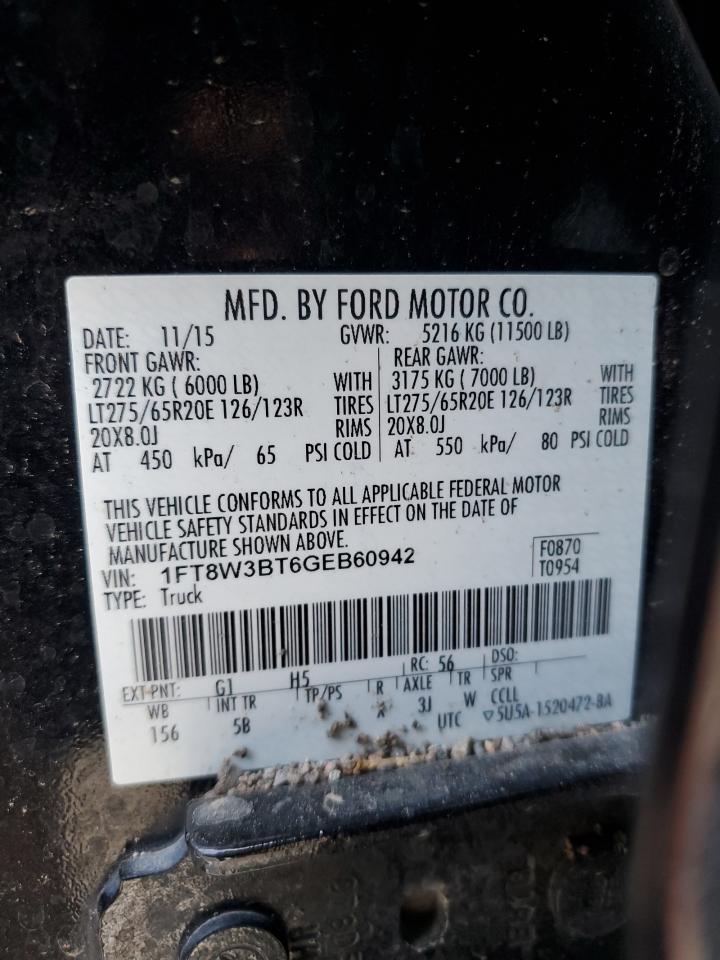 MFD. BY FORD MOTOR CO.
DATE: 11/15 GVWR: 5216 KG (11500 LB)
FRONT GAWR: REAR GAWR:
2722 KG ( 6000 LB) WITH 3175 KG ( 7000 LB) WITH
LT275/65R20E 126/123R TIRES LT275/65R20E 126/123R TIRES
20X8.0J RIMS 20X8.0J RIMS
AT 450 kPa/ 65 PSI COLD AT 550 kPa/ 80 PSI COLD
THIS VEHICLE CONFORMS TO ALL APPLICABLE FEDERAL MOTOR
VEHICLE SAFETY STANDARDS IN EFFECT ON THE DATE OF
MANUFACTURE SHOWN ABOVE.
VIN: 1FT8W3BT6GEB60942 F0870
TYPE: Truck T0954
EXT PNT: G1 H5 RC: 56 DSO:
WB INT TR TP/PS R AXLE TR SPR
156 5B 3J W CCLL
UTC ▽5U5A-1520472-BA